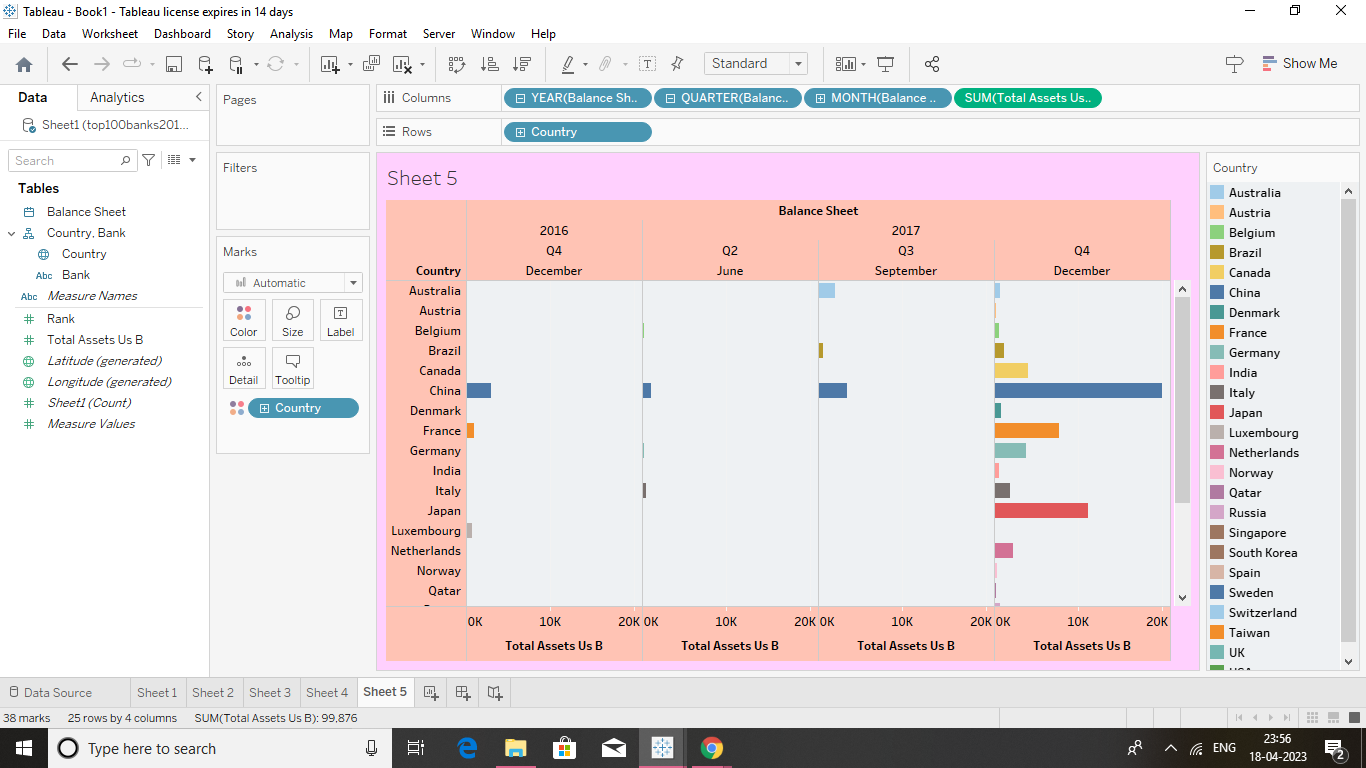 Tableau - Book1 - Tableau license expires in 14 days
File Data Worksheet Dashboard Story Analysis Map Format Server Window Help
Standard
Show Me
Data Analytics
Sheet1 (top100banks201...
Search
Tables
Balance Sheet
Country, Bank
Country
Abc Bank
Abc Measure Names
Rank
Total Assets Us B
Latitude (generated)
Longitude (generated)
Sheet1 (Count)
Measure Values
Pages
Filters
Marks
Automatic
Color Size Label
Detail Tooltip
Country
Columns YEAR(Balance Sh.. QUARTER(Balanc.. MONTH(Balance .. SUM(Total Assets Us..
Rows Country
Sheet 5
Balance Sheet
2016 2017
Q4 Q2 Q3 Q4
Country December June September December
Australia
Austria
Belgium
Brazil
Canada
China
Denmark
France
Germany
India
Italy
Japan
Luxembourg
Netherlands
Norway
Qatar
0K 10K 20K 0K 10K 20K 0K 10K 20K 0K 10K 20K
Total Assets Us B Total Assets Us B Total Assets Us B Total Assets Us B
Country
Australia
Austria
Belgium
Brazil
Canada
China
Denmark
France
Germany
India
Italy
Japan
Luxembourg
Netherlands
Norway
Qatar
Russia
Singapore
South Korea
Spain
Sweden
Switzerland
Taiwan
UK
Data Source Sheet 1 Sheet 2 Sheet 3 Sheet 4 Sheet 5
38 marks 25 rows by 4 columns SUM(Total Assets Us B): 99.876
Type here to search
ENG
23:56
18-04-2023
2